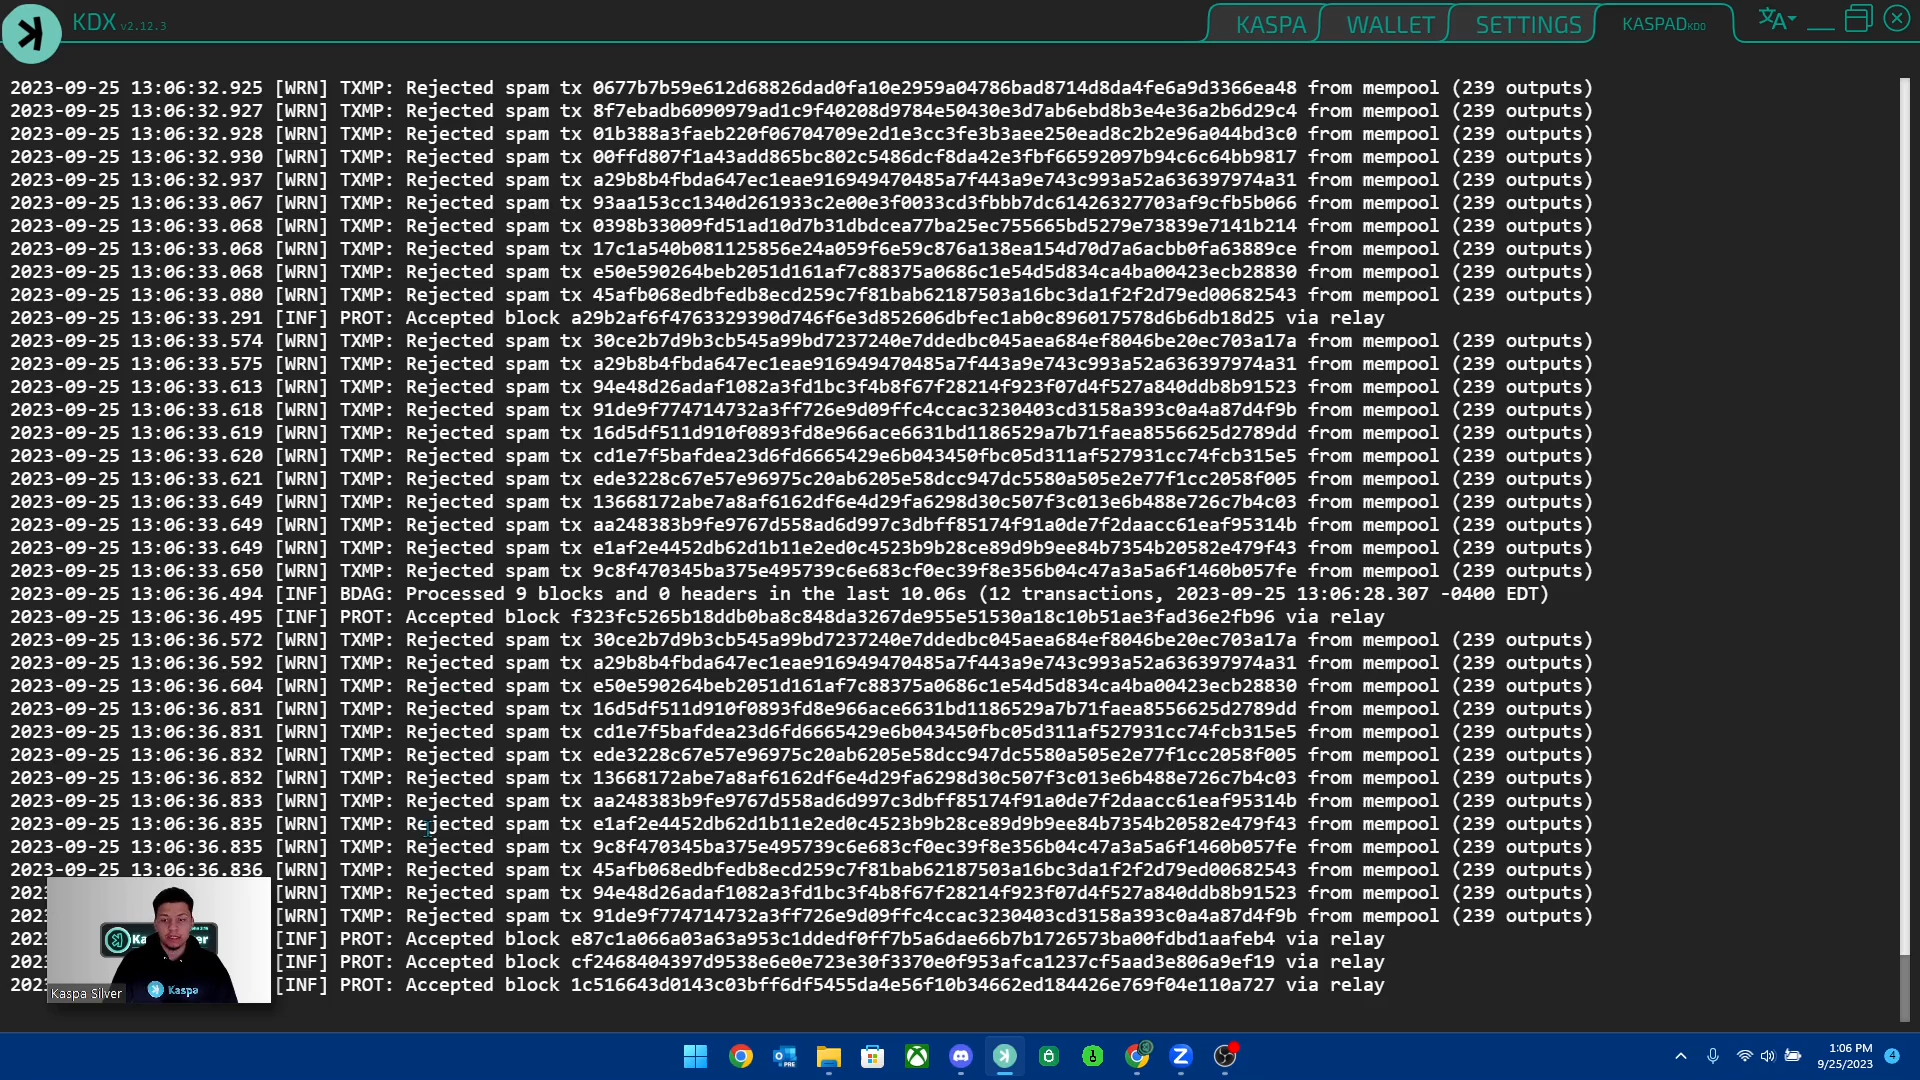 KDX v2.12.3
KASPA
WALLET
SETTINGS
KASPAD KD0
2023-09-25 13:06:32.925 [WRN] TXMP: Rejected spam tx 0677b7b59e612d68826dad0fa10e2959a04786bad8714d8da4fe6a9d3366ea48 from mempool (239 outputs)
2023-09-25 13:06:32.927 [WRN] TXMP: Rejected spam tx 8f7ebadb6090979ad1c9f40208d9784e50430e3d7ab6ebd8b3e4e36a2b6d29c4 from mempool (239 outputs)
2023-09-25 13:06:32.928 [WRN] TXMP: Rejected spam tx 01b388a3faeb220f06704709e2d1e3cc3fe3b3aee250ead8c2b2e96a044bd3c0 from mempool (239 outputs)
2023-09-25 13:06:32.930 [WRN] TXMP: Rejected spam tx 00ffd807f1a43add865bc802c5486dcf8da42e3fbf66592097b94c6c64bb9817 from mempool (239 outputs)
2023-09-25 13:06:32.937 [WRN] TXMP: Rejected spam tx a29b8b4fbda647ec1eae916949470485a7f443a9e743c993a52a636397974a31 from mempool (239 outputs)
2023-09-25 13:06:33.067 [WRN] TXMP: Rejected spam tx 93aa153cc1340d261933c2e00e3f0033cd3fbbb7dc61426327703af9cfb5b066 from mempool (239 outputs)
2023-09-25 13:06:33.068 [WRN] TXMP: Rejected spam tx 0398b33009fd51ad10d7b31dbdcea77ba25ec755665bd5279e73839e7141b214 from mempool (239 outputs)
2023-09-25 13:06:33.068 [WRN] TXMP: Rejected spam tx 17c1a540b081125856e24a059f6e59c876a138ea154d70d7a6acbb0fa63889ce from mempool (239 outputs)
2023-09-25 13:06:33.068 [WRN] TXMP: Rejected spam tx e50e590264beb2051d161af7c88375a0686c1e54d5d834ca4ba00423ecb28830 from mempool (239 outputs)
2023-09-25 13:06:33.080 [WRN] TXMP: Rejected spam tx 45afb068edbfedb8ecd259c7f81bab62187503a16bc3da1f2f2d79ed00682543 from mempool (239 outputs)
2023-09-25 13:06:33.291 [INF] PROT: Accepted block a29b2af6f4763329390d746f6e3d852606dbfec1ab0c896017578d6b6db18d25 via relay
2023-09-25 13:06:33.574 [WRN] TXMP: Rejected spam tx 30ce2b7d9b3cb545a99bd7237240e7ddedbc045aea684ef8046be20ec703a17a from mempool (239 outputs)
2023-09-25 13:06:33.575 [WRN] TXMP: Rejected spam tx a29b8b4fbda647ec1eae916949470485a7f443a9e743c993a52a636397974a31 from mempool (239 outputs)
2023-09-25 13:06:33.613 [WRN] TXMP: Rejected spam tx 94e48d26adaf1082a3fd1bc3f4b8f67f28214f923f07d4f527a840ddb8b91523 from mempool (239 outputs)
2023-09-25 13:06:33.618 [WRN] TXMP: Rejected spam tx 91de9f774714732a3ff726e9d09ffc4ccac3230403cd3158a393c0a4a87d4f9b from mempool (239 outputs)
2023-09-25 13:06:33.619 [WRN] TXMP: Rejected spam tx 16d5df511d910f0893fd8e966ace6631bd1186529a7b71faea8556625d2789dd from mempool (239 outputs)
2023-09-25 13:06:33.620 [WRN] TXMP: Rejected spam tx cd1e7f5bafdea23d6fd6665429e6b043450fbc05d311af527931cc74fcb315e5 from mempool (239 outputs)
2023-09-25 13:06:33.621 [WRN] TXMP: Rejected spam tx ede3228c67e57e96975c20ab6205e58dcc947dc5580a505e2e77f1cc2058f005 from mempool (239 outputs)
2023-09-25 13:06:33.649 [WRN] TXMP: Rejected spam tx 13668172abe7a8af6162df6e4d29fa6298d30c507f3c013e6b488e726c7b4c03 from mempool (239 outputs)
2023-09-25 13:06:33.649 [WRN] TXMP: Rejected spam tx aa248383b9fe9767d558ad6d997c3dbff85174f91a0de7f2daacc61eaf95314b from mempool (239 outputs)
2023-09-25 13:06:33.649 [WRN] TXMP: Rejected spam tx e1af2e4452db62d1b11e2ed0c4523b9b28ce89d9b9ee84b7354b20582e479f43 from mempool (239 outputs)
2023-09-25 13:06:33.650 [WRN] TXMP: Rejected spam tx 9c8f470345ba375e495739c6e683cf0ec39f8e356b04c47a3a5a6f1460b057fe from mempool (239 outputs)
2023-09-25 13:06:36.494 [INF] BDAG: Processed 9 blocks and 0 headers in the last 10.06s (12 transactions, 2023-09-25 13:06:28.307 -0400 EDT)
2023-09-25 13:06:36.495 [INF] PROT: Accepted block f323fc5265b18ddb0ba8c848da3267de955e51530a18c10b51ae3fad36e2fb96 via relay
2023-09-25 13:06:36.572 [WRN] TXMP: Rejected spam tx 30ce2b7d9b3cb545a99bd7237240e7ddedbc045aea684ef8046be20ec703a17a from mempool (239 outputs)
2023-09-25 13:06:36.592 [WRN] TXMP: Rejected spam tx a29b8b4fbda647ec1eae916949470485a7f443a9e743c993a52a636397974a31 from mempool (239 outputs)
2023-09-25 13:06:36.604 [WRN] TXMP: Rejected spam tx e50e590264beb2051d161af7c88375a0686c1e54d5d834ca4ba00423ecb28830 from mempool (239 outputs)
2023-09-25 13:06:36.831 [WRN] TXMP: Rejected spam tx 16d5df511d910f0893fd8e966ace6631bd1186529a7b71faea8556625d2789dd from mempool (239 outputs)
2023-09-25 13:06:36.831 [WRN] TXMP: Rejected spam tx cd1e7f5bafdea23d6fd6665429e6b043450fbc05d311af527931cc74fcb315e5 from mempool (239 outputs)
2023-09-25 13:06:36.832 [WRN] TXMP: Rejected spam tx ede3228c67e57e96975c20ab6205e58dcc947dc5580a505e2e77f1cc2058f005 from mempool (239 outputs)
2023-09-25 13:06:36.832 [WRN] TXMP: Rejected spam tx 13668172abe7a8af6162df6e4d29fa6298d30c507f3c013e6b488e726c7b4c03 from mempool (239 outputs)
2023-09-25 13:06:36.833 [WRN] TXMP: Rejected spam tx aa248383b9fe9767d558ad6d997c3dbff85174f91a0de7f2daacc61eaf95314b from mempool (239 outputs)
2023-09-25 13:06:36.835 [WRN] TXMP: Rejected spam tx e1af2e4452db62d1b11e2ed0c4523b9b28ce89d9b9ee84b7354b20582e479f43 from mempool (239 outputs)
2023-09-25 13:06:36.835 [WRN] TXMP: Rejected spam tx 9c8f470345ba375e495739c6e683cf0ec39f8e356b04c47a3a5a6f1460b057fe from mempool (239 outputs)
2023-09-25 13:06:36.836 [WRN] TXMP: Rejected spam tx 45afb068edbfedb8ecd259c7f81bab62187503a16bc3da1f2f2d79ed00682543 from mempool (239 outputs)
202 [WRN] TXMP: Rejected spam tx 94e48d26adaf1082a3fd1bc3f4b8f67f28214f923f07d4f527a840ddb8b91523 from mempool (239 outputs)
202 [WRN] TXMP: Rejected spam tx 91de9f774714732a3ff726e9d09ffc4ccac3230403cd3158a393c0a4a87d4f9b from mempool (239 outputs)
202 [INF] PROT: Accepted block e87c1a066a03a63a953c1ddedf0ff7b5a6dae66b7b1726573ba00fdbd1aafeb4 via relay
202 [INF] PROT: Accepted block cf2468404397d9538e6e0e723e30f3370e0f953afca1237cf5aad3e806a9ef19 via relay
202 [INF] PROT: Accepted block 1c516643d0143c03bff6df5455da4e56f10b34662ed184426e769f04e110a727 via relay
Kaspa
Kaspa Silver
PRE
1:06 PM
9/25/2023
4